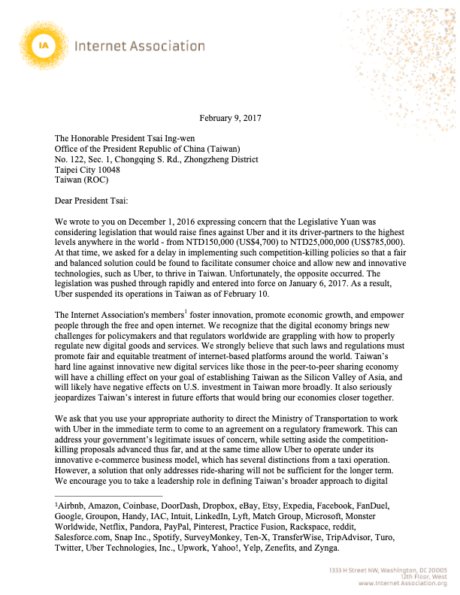 IA Internet Association
February 9, 2017
The Honorable President Tsai Ing-wen
Office of the President Republic of China (Taiwan)
No. 122, Sec. 1, Chongqing S. Rd., Zhongzheng District
Taipei City 10048
Taiwan (ROC)
Dear President Tsai:
We wrote to you on December 1, 2016 expressing concern that the Legislative Yuan was
considering legislation that would raise fines against Uber and it its driver-partners to the highest
levels anywhere in the world - from NTD150,000 (US$4,700) to NTD25,000,000 (US$785,000).
At that time, we asked for a delay in implementing such competition-killing policies so that a fair
and balanced solution could be found to facilitate consumer choice and allow new and innovative
technologies, such as Uber, to thrive in Taiwan. Unfortunately, the opposite occurred. The
legislation was pushed through rapidly and entered into force on January 6, 2017. As a result,
Uber suspended its operations in Taiwan as of February 10.
The Internet Association's members¹ foster innovation, promote economic growth, and empower
people through the free and open internet. We recognize that the digital economy brings new
challenges for policymakers and that regulators worldwide are grappling with how to properly
regulate new digital goods and services. We strongly believe that such laws and regulations must
promote fair and equitable treatment of internet-based platforms around the world. Taiwan's
hard line against innovative new digital services like those in the peer-to-peer sharing economy
will have a chilling effect on your goal of establishing Taiwan as the Silicon Valley of Asia, and
will likely have negative effects on U.S. investment in Taiwan more broadly. It also seriously
jeopardizes Taiwan's interest in future efforts that would bring our economies closer together.
We ask that you use your appropriate authority to direct the Ministry of Transportation to work
with Uber in the immediate term to come to an agreement on a regulatory framework. This can
address your government's legitimate issues of concern, while setting aside the competition-
killing proposals advanced thus far, and at the same time allow Uber to operate under its
innovative e-commerce business model, which has several distinctions from a taxi operation.
However, a solution that only addresses ride-sharing will not be sufficient for the longer term.
We encourage you to take a leadership role in defining Taiwan's broader approach to digital
¹Airbnb, Amazon, Coinbase, DoorDash, Dropbox, eBay, Etsy, Expedia, Facebook, FanDuel,
Google, Groupon, Handy, IAC, Intuit, LinkedIn, Lyft, Match Group, Microsoft, Monster
Worldwide, Netflix, Pandora, PayPal, Pinterest, Practice Fusion, Rackspace, reddit,
Salesforce.com, Snap Inc., Spotify, SurveyMonkey, Ten-X, TransferWise, TripAdvisor, Turo,
Twitter, Uber Technologies, Inc., Upwork, Yahoo!, Yelp, Zenefits, and Zynga.
1333 H Street NW, Washington, DC 20005
12th Floor, West
www.internet.association.org